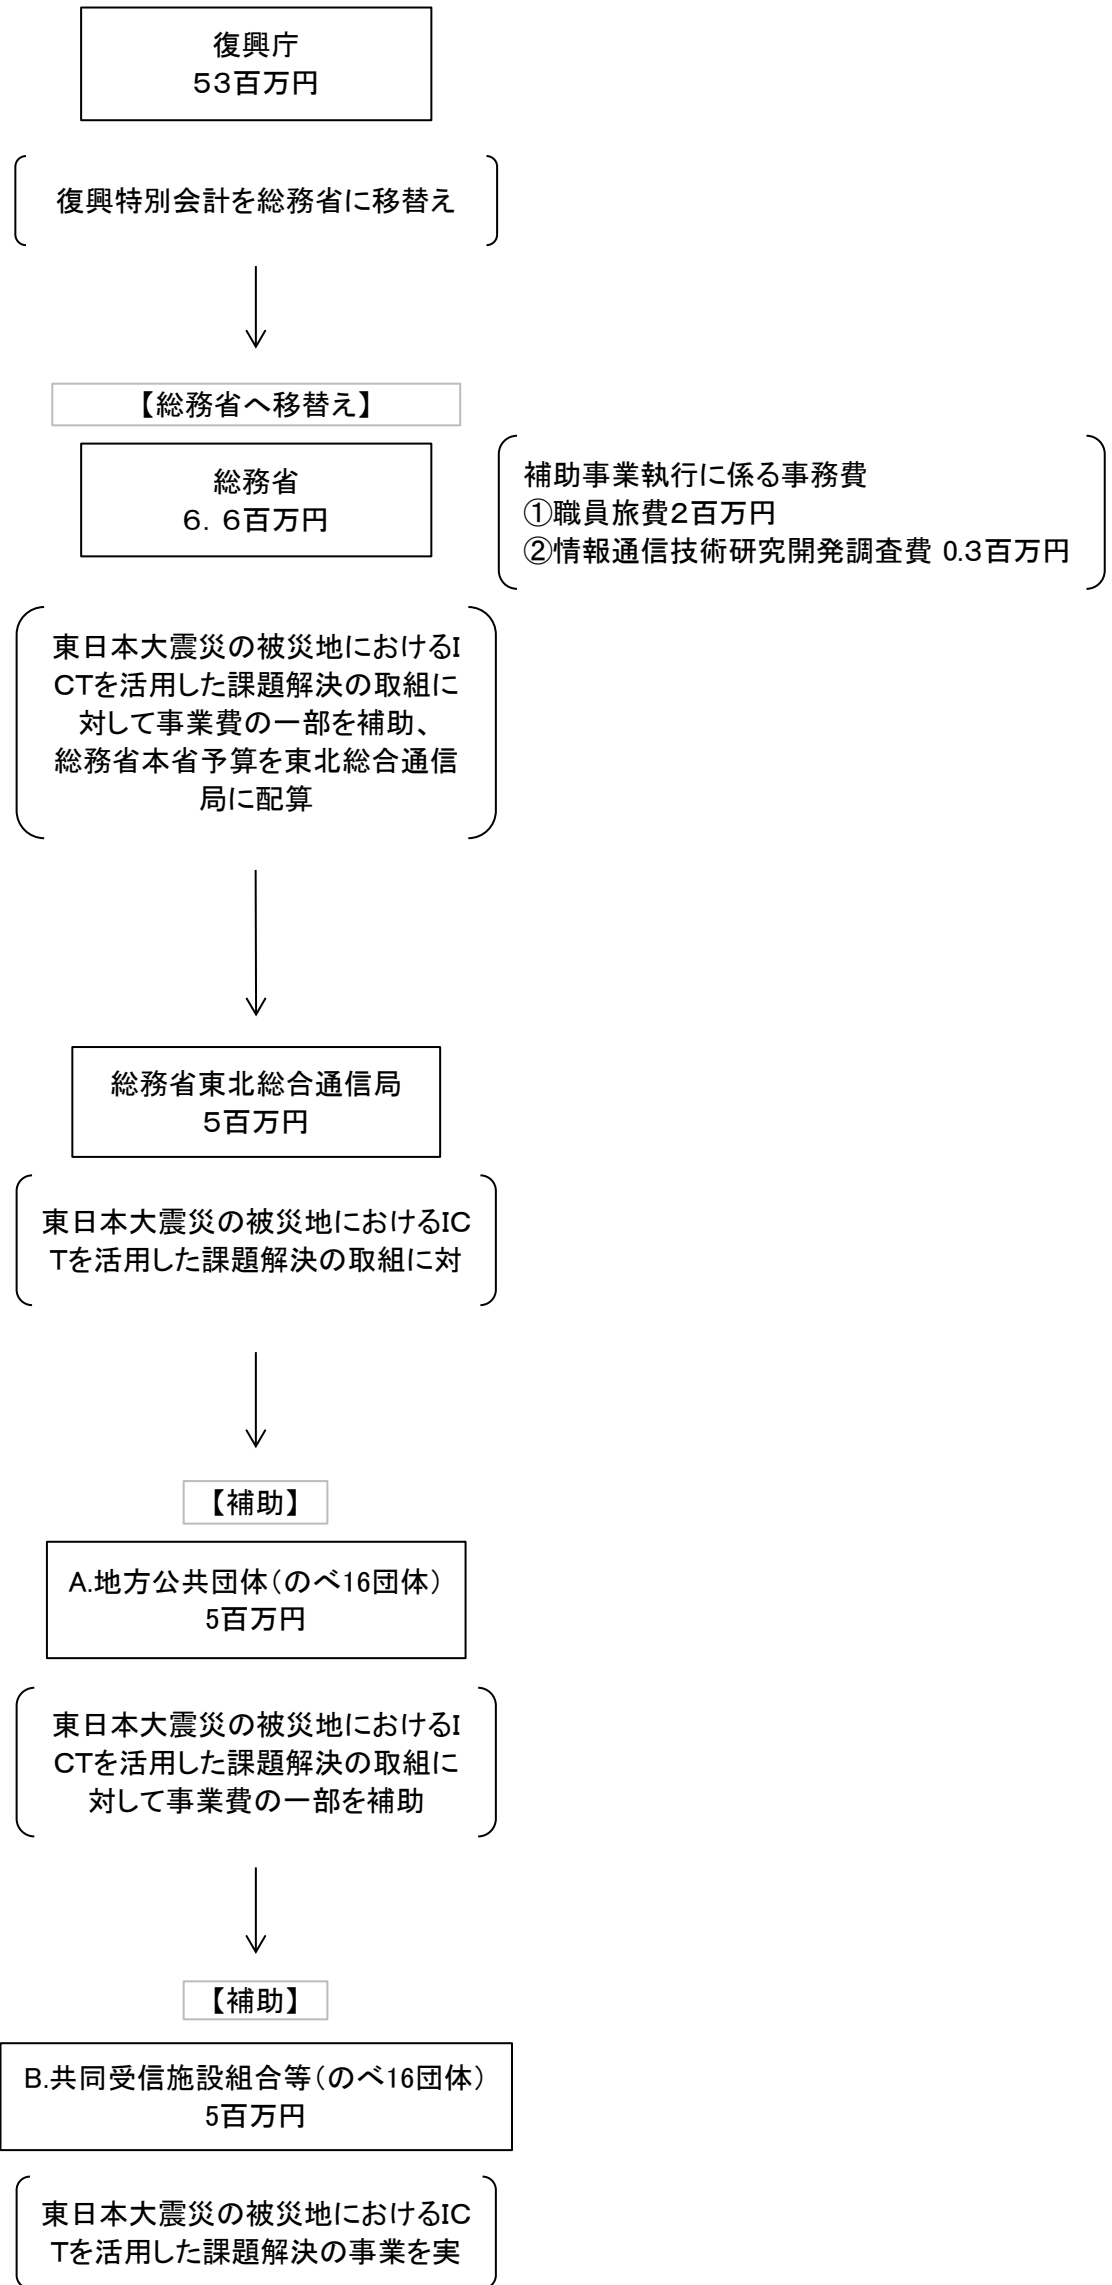 復興庁
５３百万円
復興特別会計を総務省に移替え
【総務省へ移替え】
総務省
６．６百万円
補助事業執行に係る事務費
①職員旅費２百万円
②情報通信技術研究開発調査費 0.3百万円
東日本大震災の被災地におけるI
CTを活用した課題解決の取組に
対して事業費の一部を補助、
総務省本省予算を東北総合通信
局に配算
総務省東北総合通信局
５百万円
東日本大震災の被災地におけるIC
Tを活用した課題解決の取組に対
【補助】
A.地方公共団体（のべ16団体）
5百万円
東日本大震災の被災地におけるI
CTを活用した課題解決の取組に
対して事業費の一部を補助
【補助】
B.共同受信施設組合等（のべ16団体）
5百万円
東日本大震災の被災地におけるIC
Tを活用した課題解決の事業を実